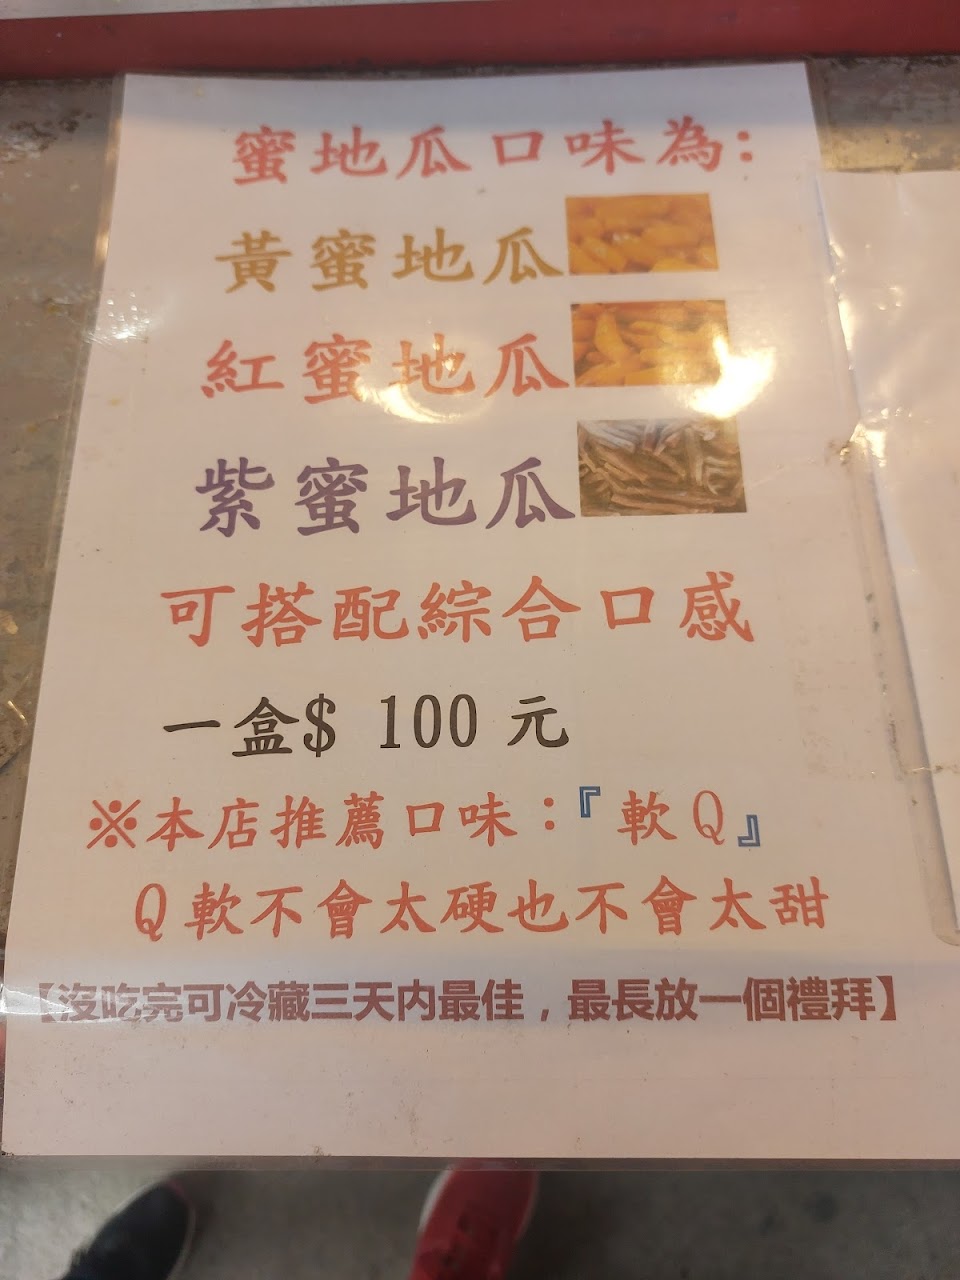 蜜地瓜口味為:
黃蜜地瓜
紅蜜地瓜
紫蜜地瓜
可搭配綜合口感
一盒$ 100 元
※本店推薦口味：『軟Q』
Q軟不會太硬也不會太甜
【沒吃完可冷藏三天內最佳，最長放一個禮拜】